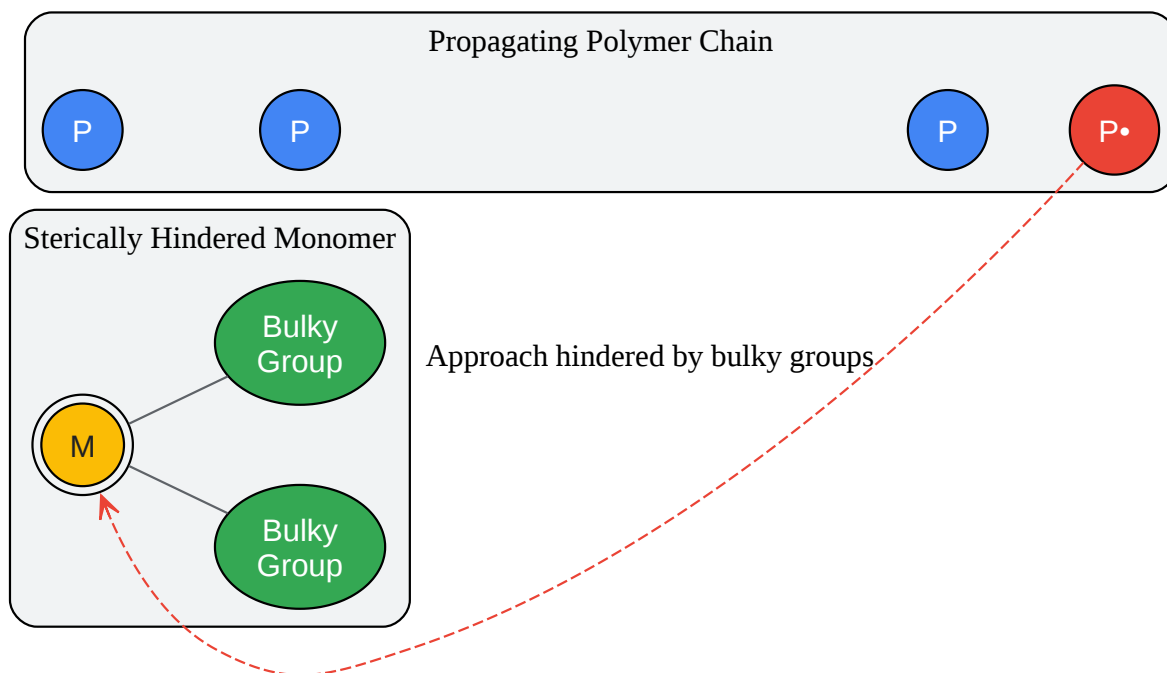 Propagating Polymer Chain
P
P
P
P•
Sterically Hindered Monomer
Bulky
Group
Approach hindered by bulky groups
M
Bulky
Group